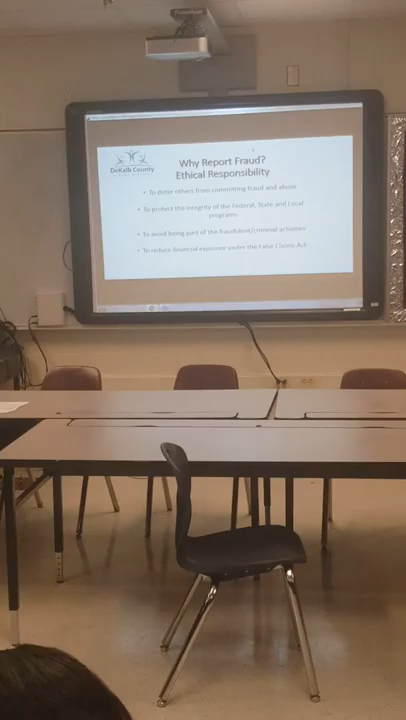 DeKalb County
Why Report Fraud?
Ethical Responsibility
• To deter others from committing fraud and abuse
• To protect the integrity of the Federal, State and Local
programs
• To avoid being part of the fraudulent/criminal activities
• To reduce financial exposure under the False Claims Act